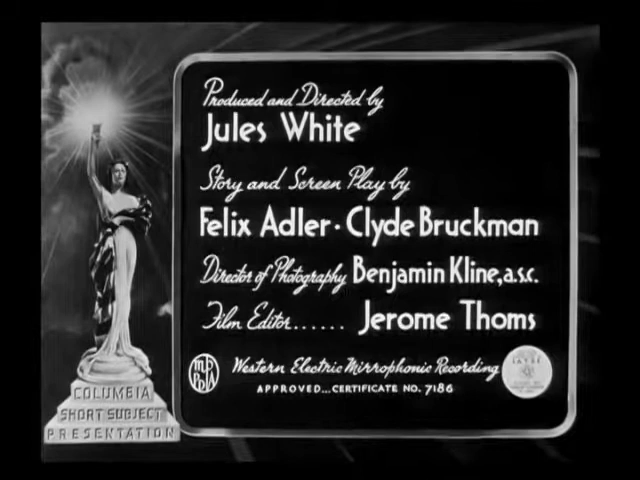 Produced and Directed by
Jules White
Story and Screen Play by
Felix Adler · Clyde Bruckman
Director of Photography Benjamin Kline, a.s.c.
Film Editor...... Jerome Thoms
Western Electric Mirrophonic Recording
APPROVED...CERTIFICATE NO. 7186
COLUMBIA
SHORT SUBJECT
PRESENTATION